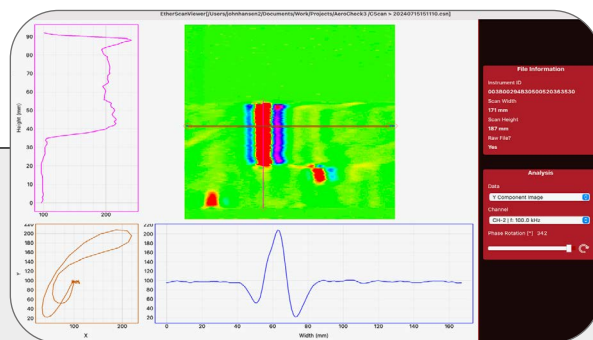 EtherScanViewer[/Users/johnhansen2/Documents/Work/Projects/AeroCheck3 /CScan > 20240715151110.csn]
90
80
70
60
50
40
30
20
10
0
Height (mm)
100
200
File Information
Instrument ID
Scan Width
171 mm
Scan Height
187 mm
Raw File?
Yes
Analysis
Data
Y Component Image
Channel
CH-2 | f: 100.0 kHz
Phase Rotation [°] 342
220
200
180
160
140
120
100
80
60
40
20
Y
100
200
X
220
200
180
160
140
120
100
80
60
40
20
0
20
40
60
80
100
120
140
160
Width (mm)